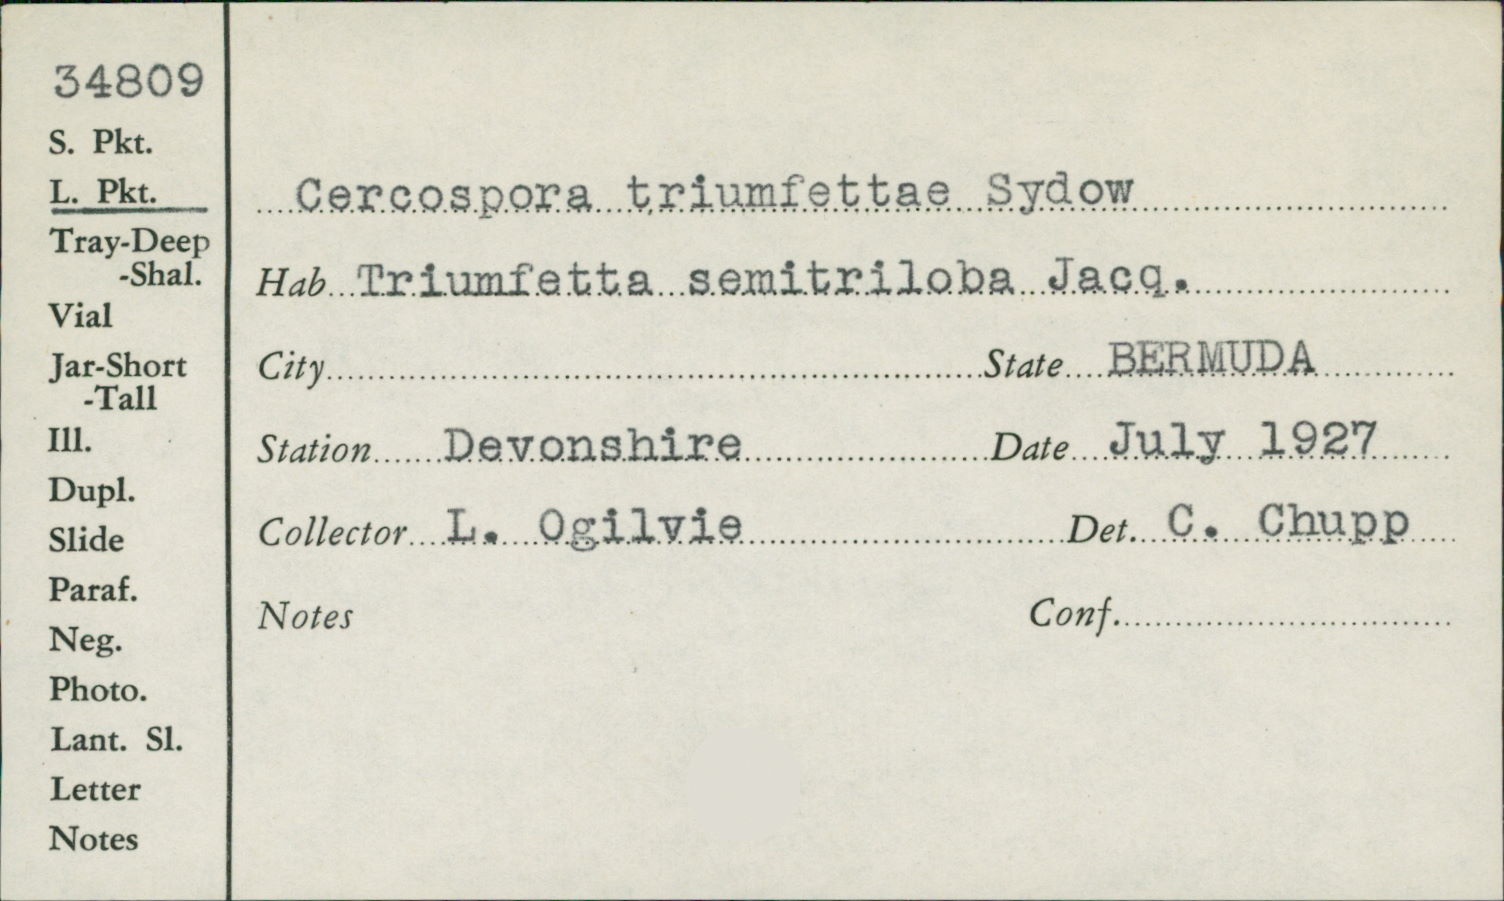 34809
S. Pkt.
L. Pkt.
Tray-Deep
-Shal.
Vial
Jar-Short
-Tall
Ill.
Dupl.
Slide
Paraf.
Neg.
Photo.
Lant. Sl.
Letter
Notes
Cercospora triumfettae Sydow
Hab Triumfetta semitriloba Jacq.
City State BERMUDA
Station Devonshire Date July 1927
Collector L. Ogilvie Det. C. Chupp
Notes Conf.